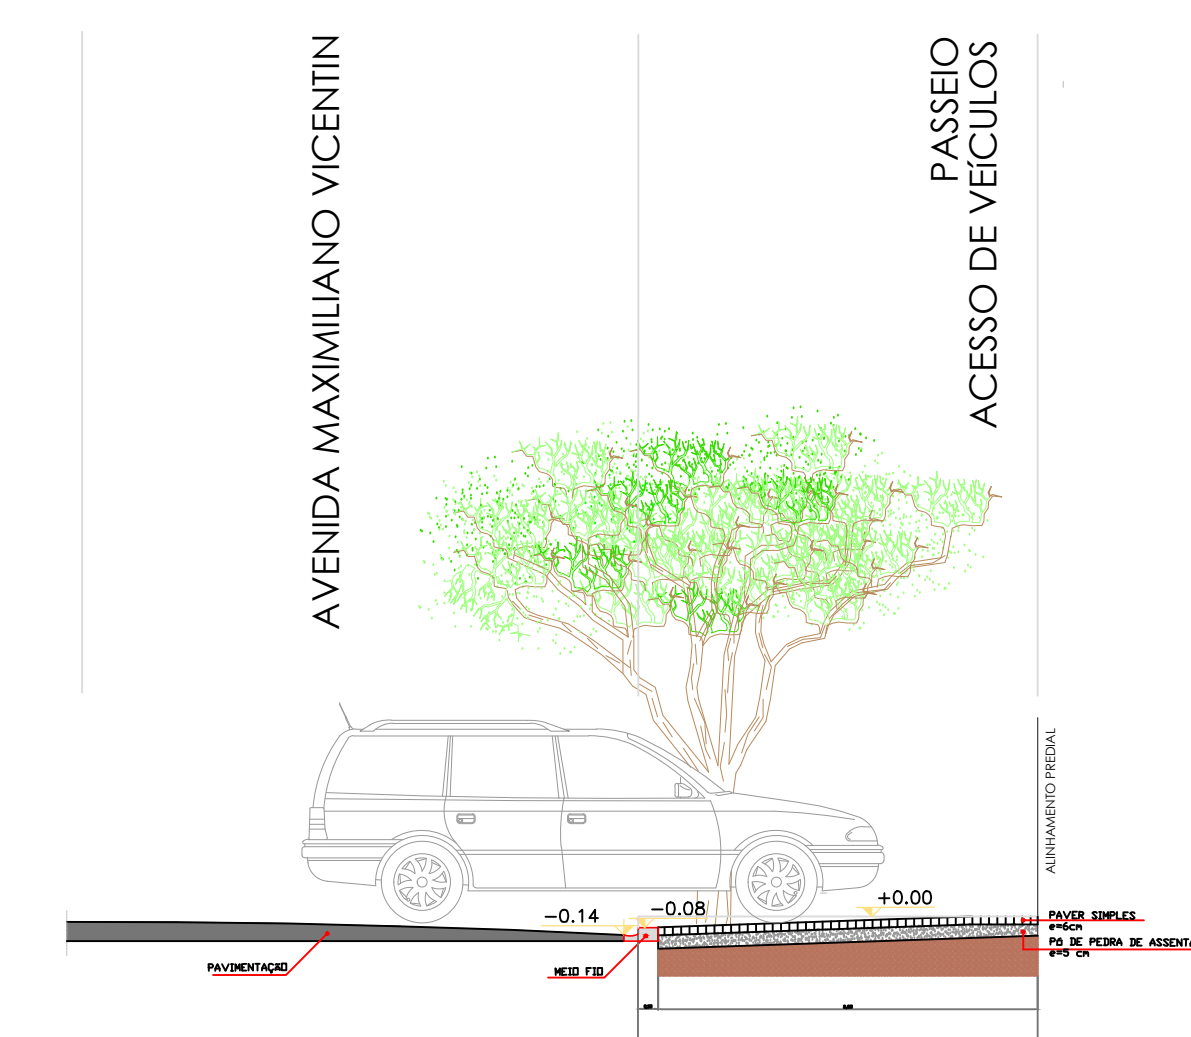 AVENIDA MAXIMILIANO VICENTIN
PASSEIO
ACESSO DE VEÍCULOS
ALINHAMENTO PREDIAL
-0.14
-0.08
+0.00
PAVER SIMPLES
e=6cm
PÓ DE PEDRA DE ASSENTA
e=5 cm
PAVIMENTAÇÃO
MEIO FIO